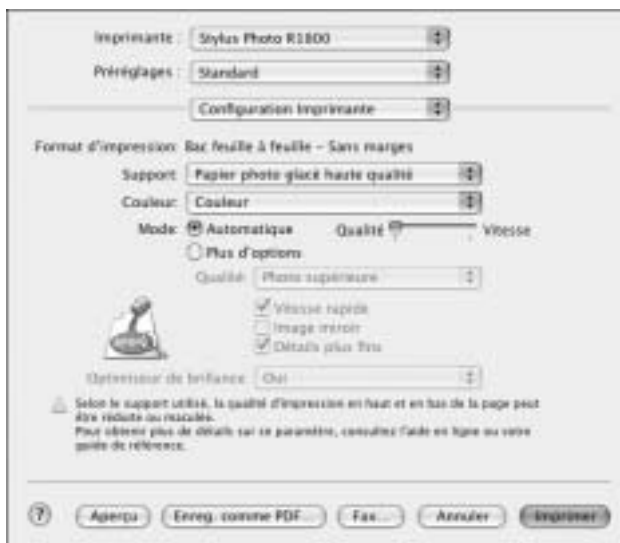 Imprimante : Stylus Photo R1800
Préréglages : Standard
Configuration Imprimante
Format d'impression: Bac feuille à feuille – Sans marges
Support: Papier photo glacé haute qualité
Couleur: Couleur
Mode: Automatique Qualité Vitesse
Plus d'options
Qualité: Photo supérieure
Vitesse rapide
Image miroir
Détails plus fins
Optimiseur de brillance: Oui
Selon le support utilisé, la qualité d'impression en haut et en bas de la page peut
être réduite ou maculée.
Pour obtenir plus de détails sur ce paramètre, consultez l'aide en ligne ou votre
guide de référence.
? Aperçu Enreg. comme PDF... Fax... Annuler Imprimer